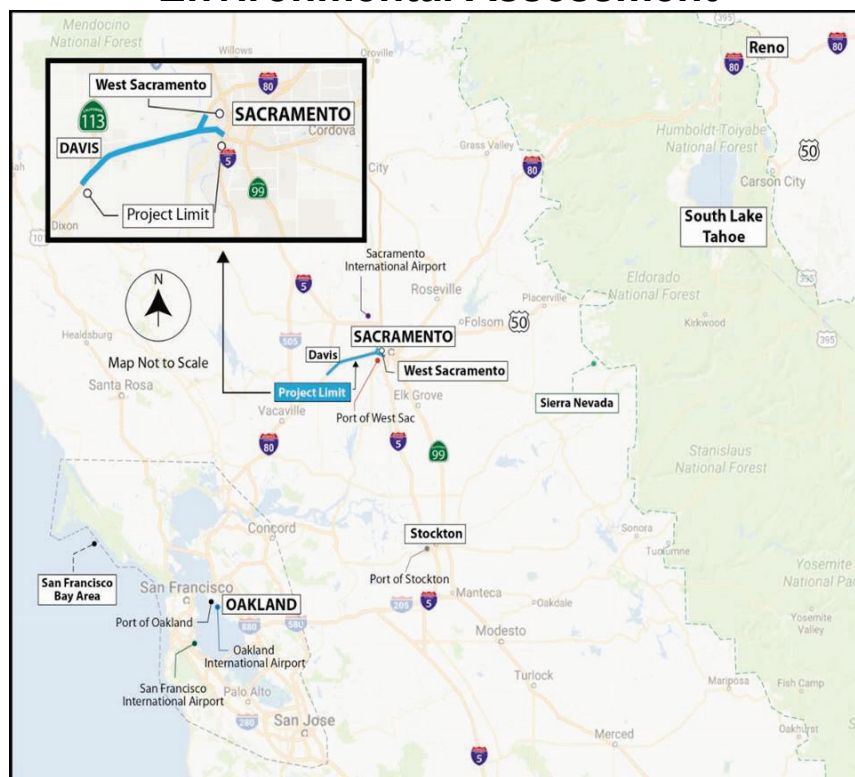 Environmental Assessment
Mendocino
National Forest
Willows
Oroville
395
Reno
80
80
West Sacramento
80
SACRAMENTO
CALIFORNIA
113
Cordova
DAVIS
5
99
Project Limit
Dixon
Grass Valley
80
City
Humboldt-Toiyabe
National Forest
50
Carson City
South Lake
Tahoe
Sacramento
International Airport
N
5
Roseville
Placerville
Eldorado
National Forest
395
Healdsburg
505
Folsom
50
Kirkwood
395
SACRAMENTO
Map Not to Scale
Davis
West Sacramento
Santa Rosa
Project Limit
Elk Grove
Sierra Nevada
Vacaville
Port of West Sac
80
5
99
Stanislaus
National Forest
Concord
Stockton
Sonora
Tuolumne
San Francisco
Bay Area
San Francisco
Port of Stockton
Yosemite
National Par
OAKLAND
Port of Oakland
205
5
Manteca
Oakdale
880
580
Yosemite
Valley
Oakland
International Airport
Modesto
San Francisco
International Airport
Palo Alto
Turlock
Mariposa
Fish Camp
280
San Jose
Merced
Oakhurst
5